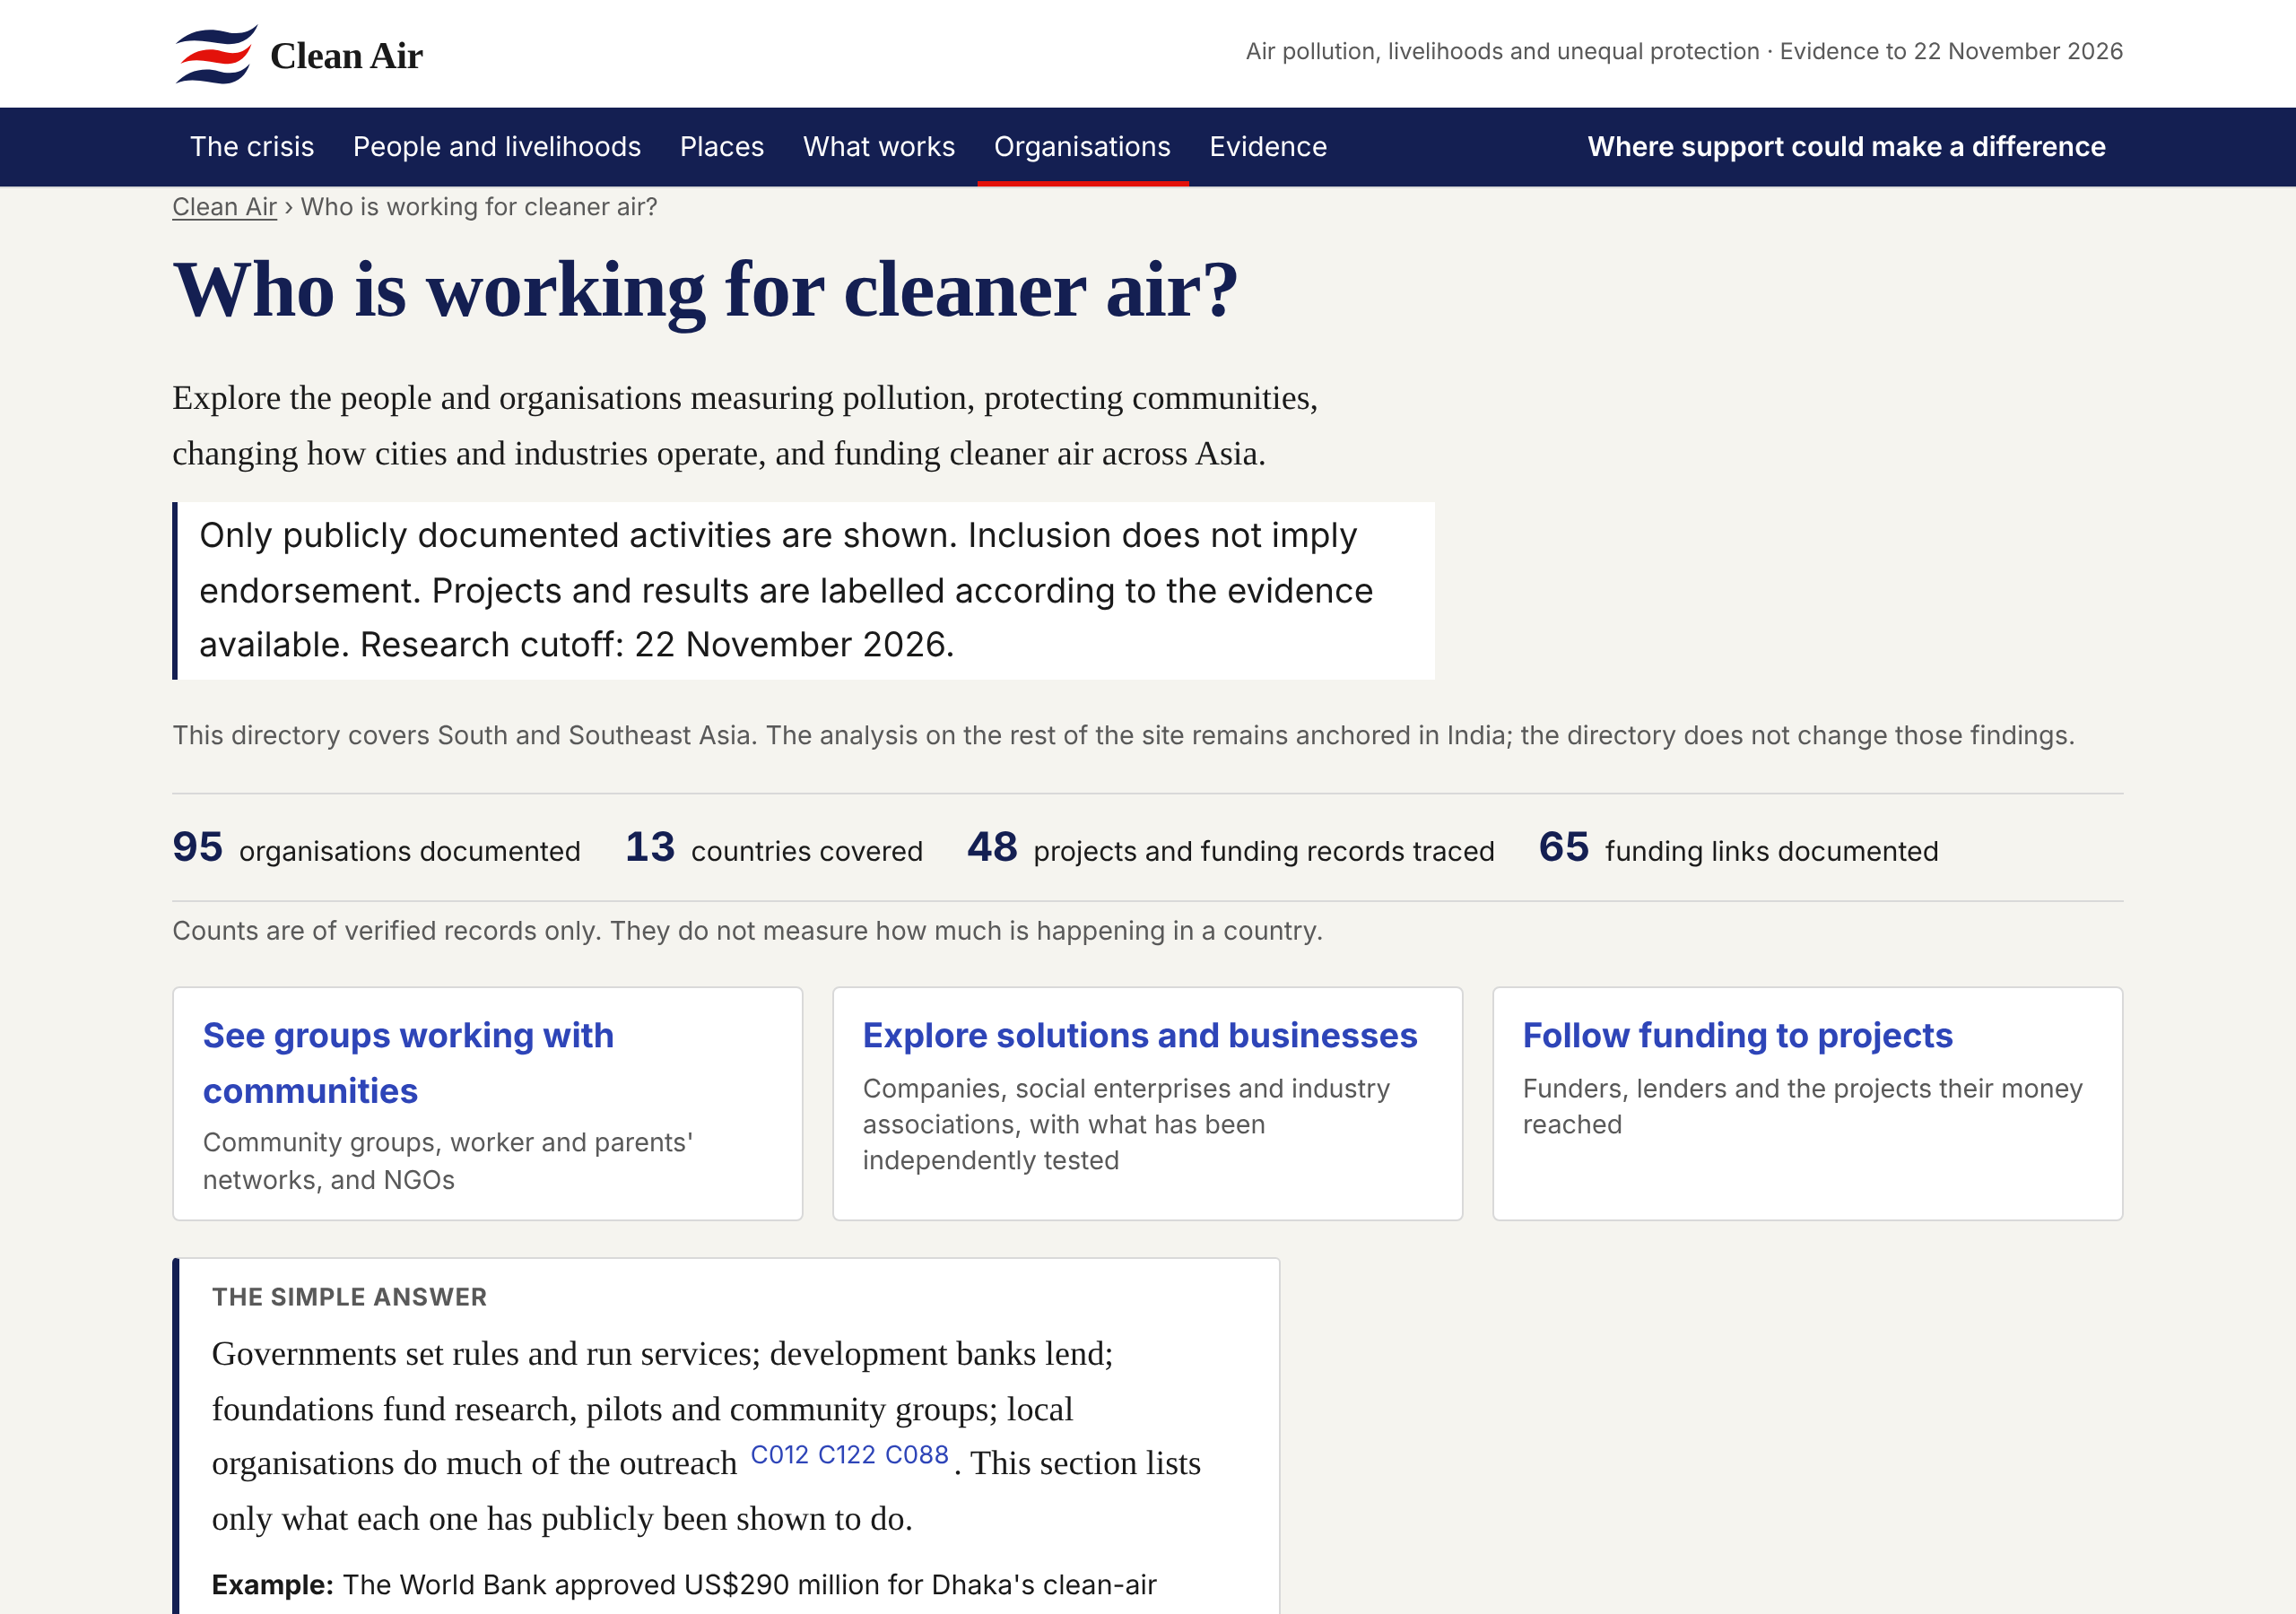 Clean Air
Air pollution, livelihoods and unequal protection · Evidence to 22 November 2026
The crisis People and livelihoods Places What works Organisations Evidence Where support could make a difference
Clean Air › Who is working for cleaner air?
Who is working for cleaner air?
Explore the people and organisations measuring pollution, protecting communities,
changing how cities and industries operate, and funding cleaner air across Asia.
Only publicly documented activities are shown. Inclusion does not imply
endorsement. Projects and results are labelled according to the evidence
available. Research cutoff: 22 November 2026.
This directory covers South and Southeast Asia. The analysis on the rest of the site remains anchored in India; the directory does not change those findings.
95 organisations documented 13 countries covered 48 projects and funding records traced 65 funding links documented
Counts are of verified records only. They do not measure how much is happening in a country.
See groups working with
communities
Community groups, worker and parents'
networks, and NGOs
Explore solutions and businesses
Companies, social enterprises and industry
associations, with what has been
independently tested
Follow funding to projects
Funders, lenders and the projects their money
reached
THE SIMPLE ANSWER
Governments set rules and run services; development banks lend;
foundations fund research, pilots and community groups; local
organisations do much of the outreach C012 C122 C088 . This section lists
only what each one has publicly been shown to do.
Example: The World Bank approved US$290 million for Dhaka's clean-air